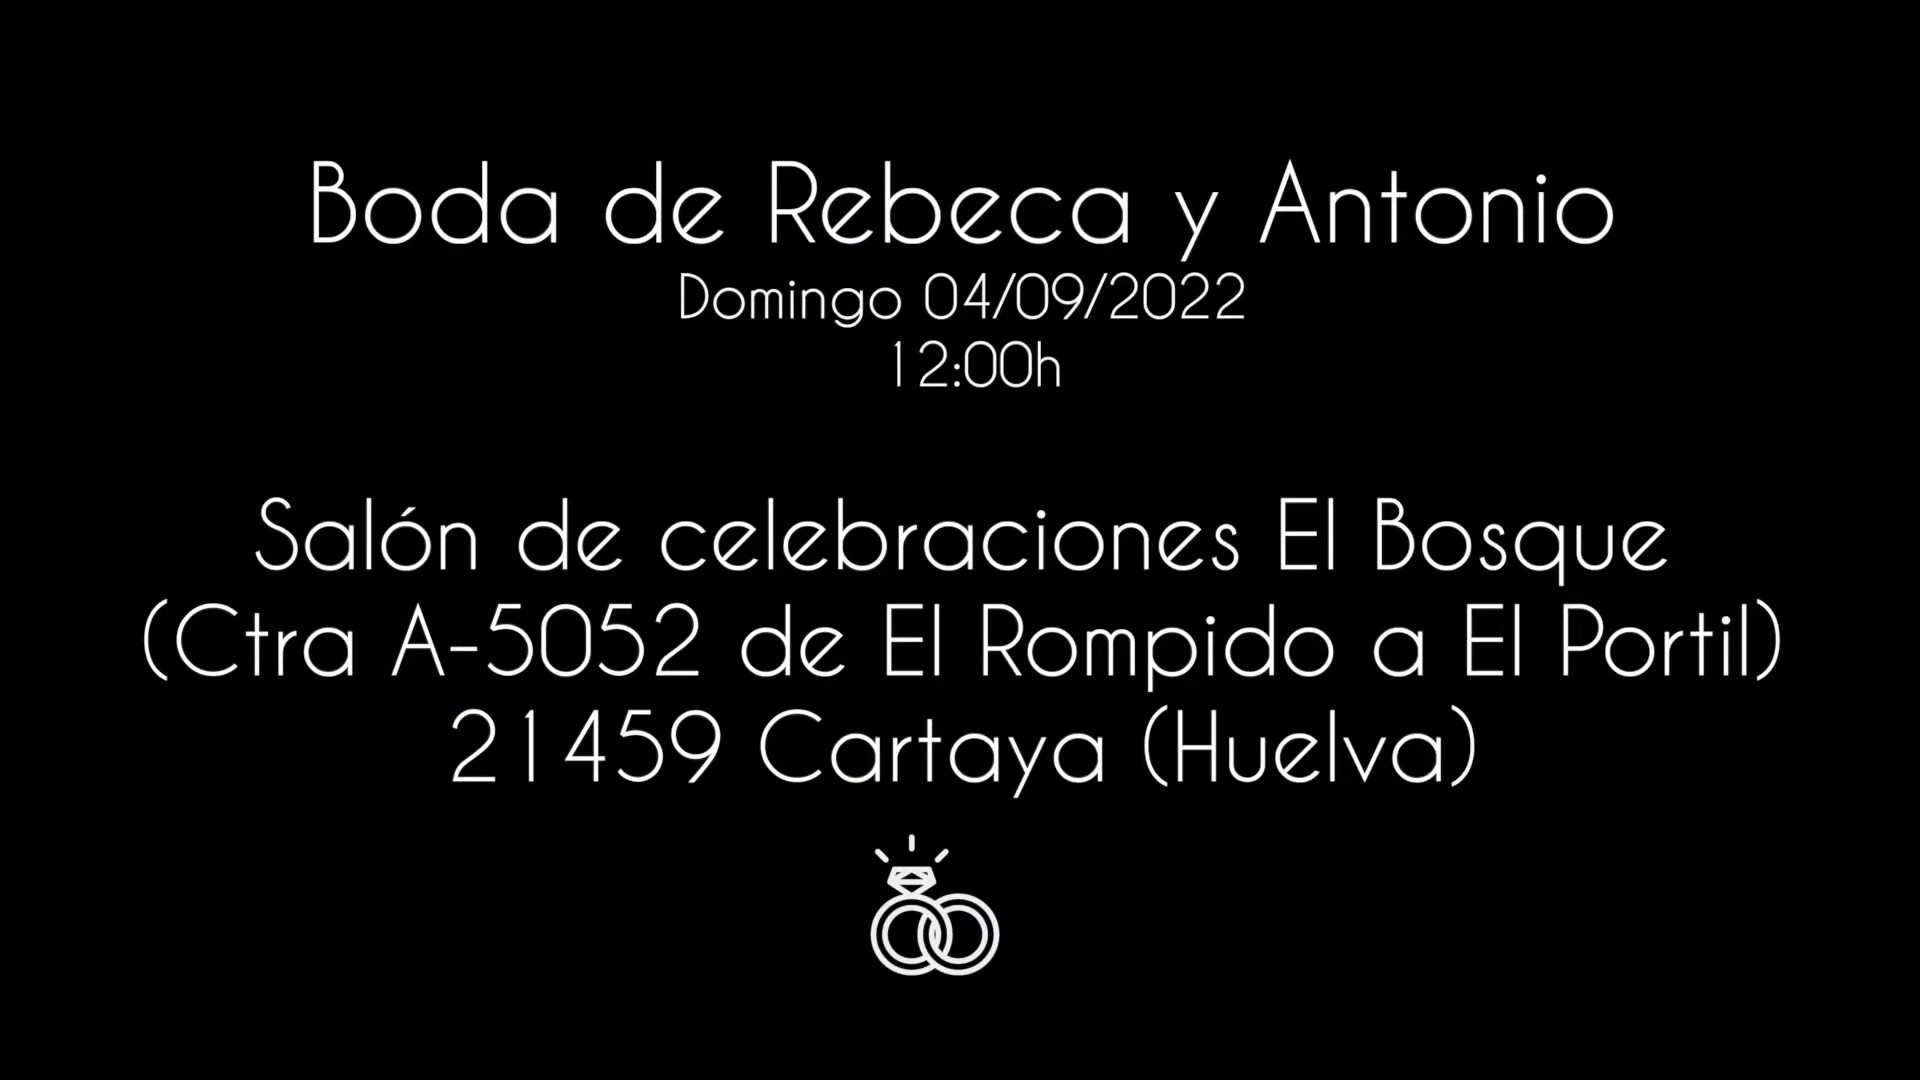 Boda de Rebeca y Antonio
Domingo 04/09/2022
12:00h
Salón de celebraciones El Bosque
(Ctra A-5052 de El Rompido a El Portil)
21459 Cartaya (Huelva)